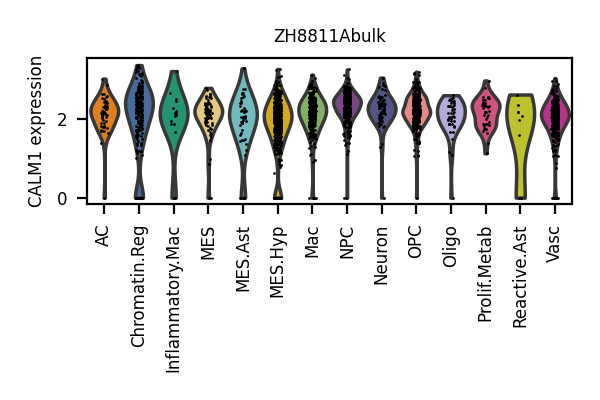 ZH8811Abulk
CALM1 expression
2
0
AC
Chromatin.Reg
Inflammatory.Mac
MES
MES.Ast
MES.Hyp
Mac
NPC
Neuron
OPC
Oligo
Prolif.Metab
Reactive.Ast
Vasc